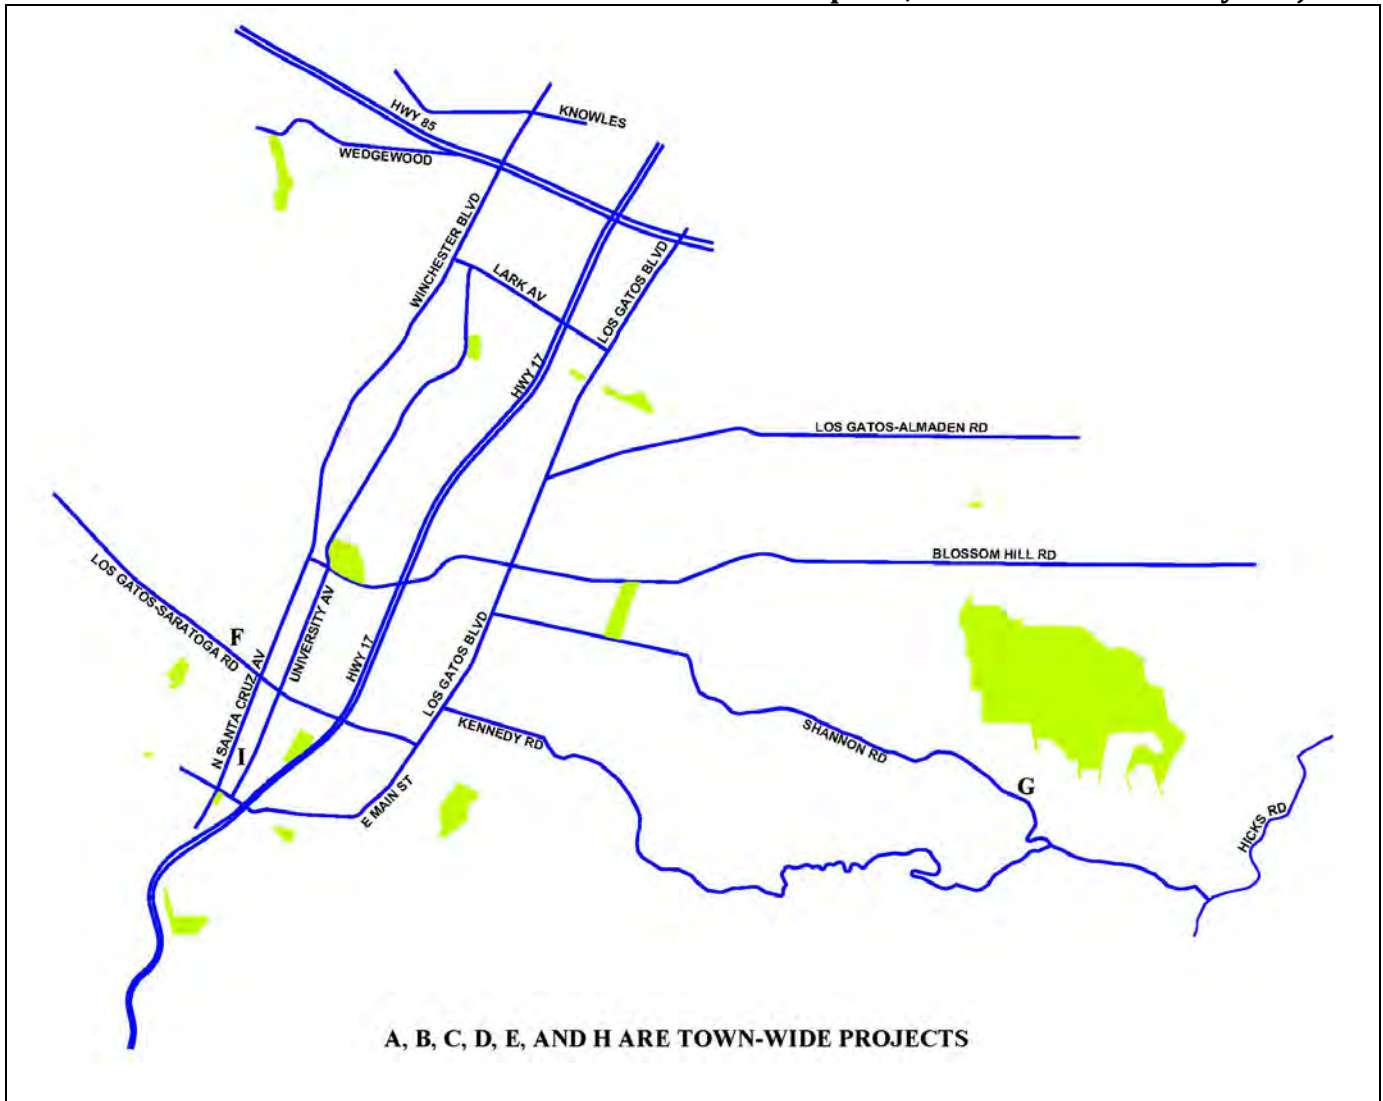 KNOWLES
HWY 85
WEDGEWOOD
WINCHESTER BLVD
LARK AV
LOS GATOS BLVD
HWY 17
LOS GATOS-ALMADEN RD
BLOSSOM HILL RD
LOS GATOS-SARATOGA RD
F
UNIVERSITY AV
HWY 17
LOS GATOS BLVD
N SANTA CRUZ AV
KENNEDY RD
SHANNON RD
I
G
E MAIN ST
HICKS RD
A, B, C, D, E, AND H ARE TOWN-WIDE PROJECTS